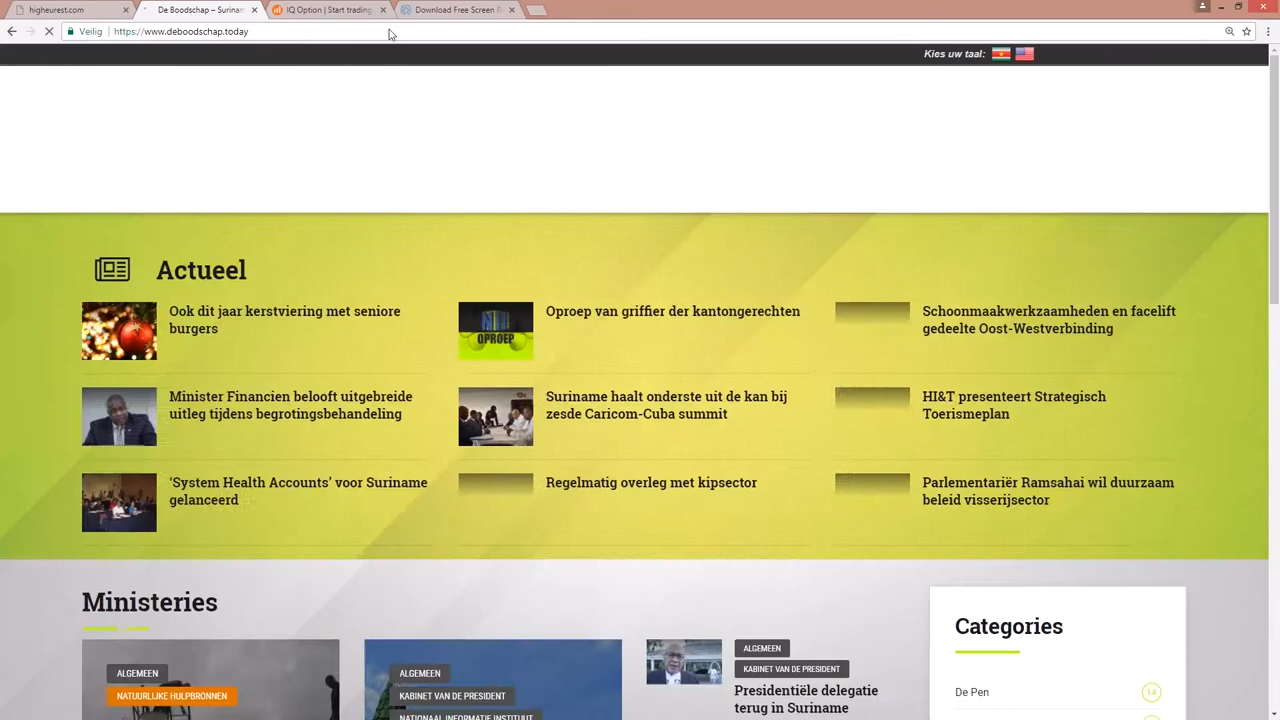 higheurest.com
De Boodschap – Surinam
IQ Option | Start trading
Download Free Screen R
Veilig
https://www.deboodschap.today
Kies uw taal:
Actueel
Ook dit jaar kerstviering met seniore
burgers
Oproep van griffier der kantongerechten
Schoonmaakwerkzaamheden en facelift
gedeelte Oost-Westverbinding
OPROEP
Minister Financien belooft uitgebreide
uitleg tijdens begrotingsbehandeling
Suriname haalt onderste uit de kan bij
zesde Caricom-Cuba summit
HI&T presenteert Strategisch
Toerismeplan
‘System Health Accounts’ voor Suriname
gelanceerd
Regelmatig overleg met kipsector
Parlementariër Ramsahai wil duurzaam
beleid visserijsector
Ministeries
ALGEMEEN
NATUURLIJKE HULPBRONNEN
ALGEMEEN
KABINET VAN DE PRESIDENT
NATIONAAL INFORMATIE INSTITUUT
ALGEMEEN
KABINET VAN DE PRESIDENT
Presidentiële delegatie
terug in Suriname
Categories
De Pen
14